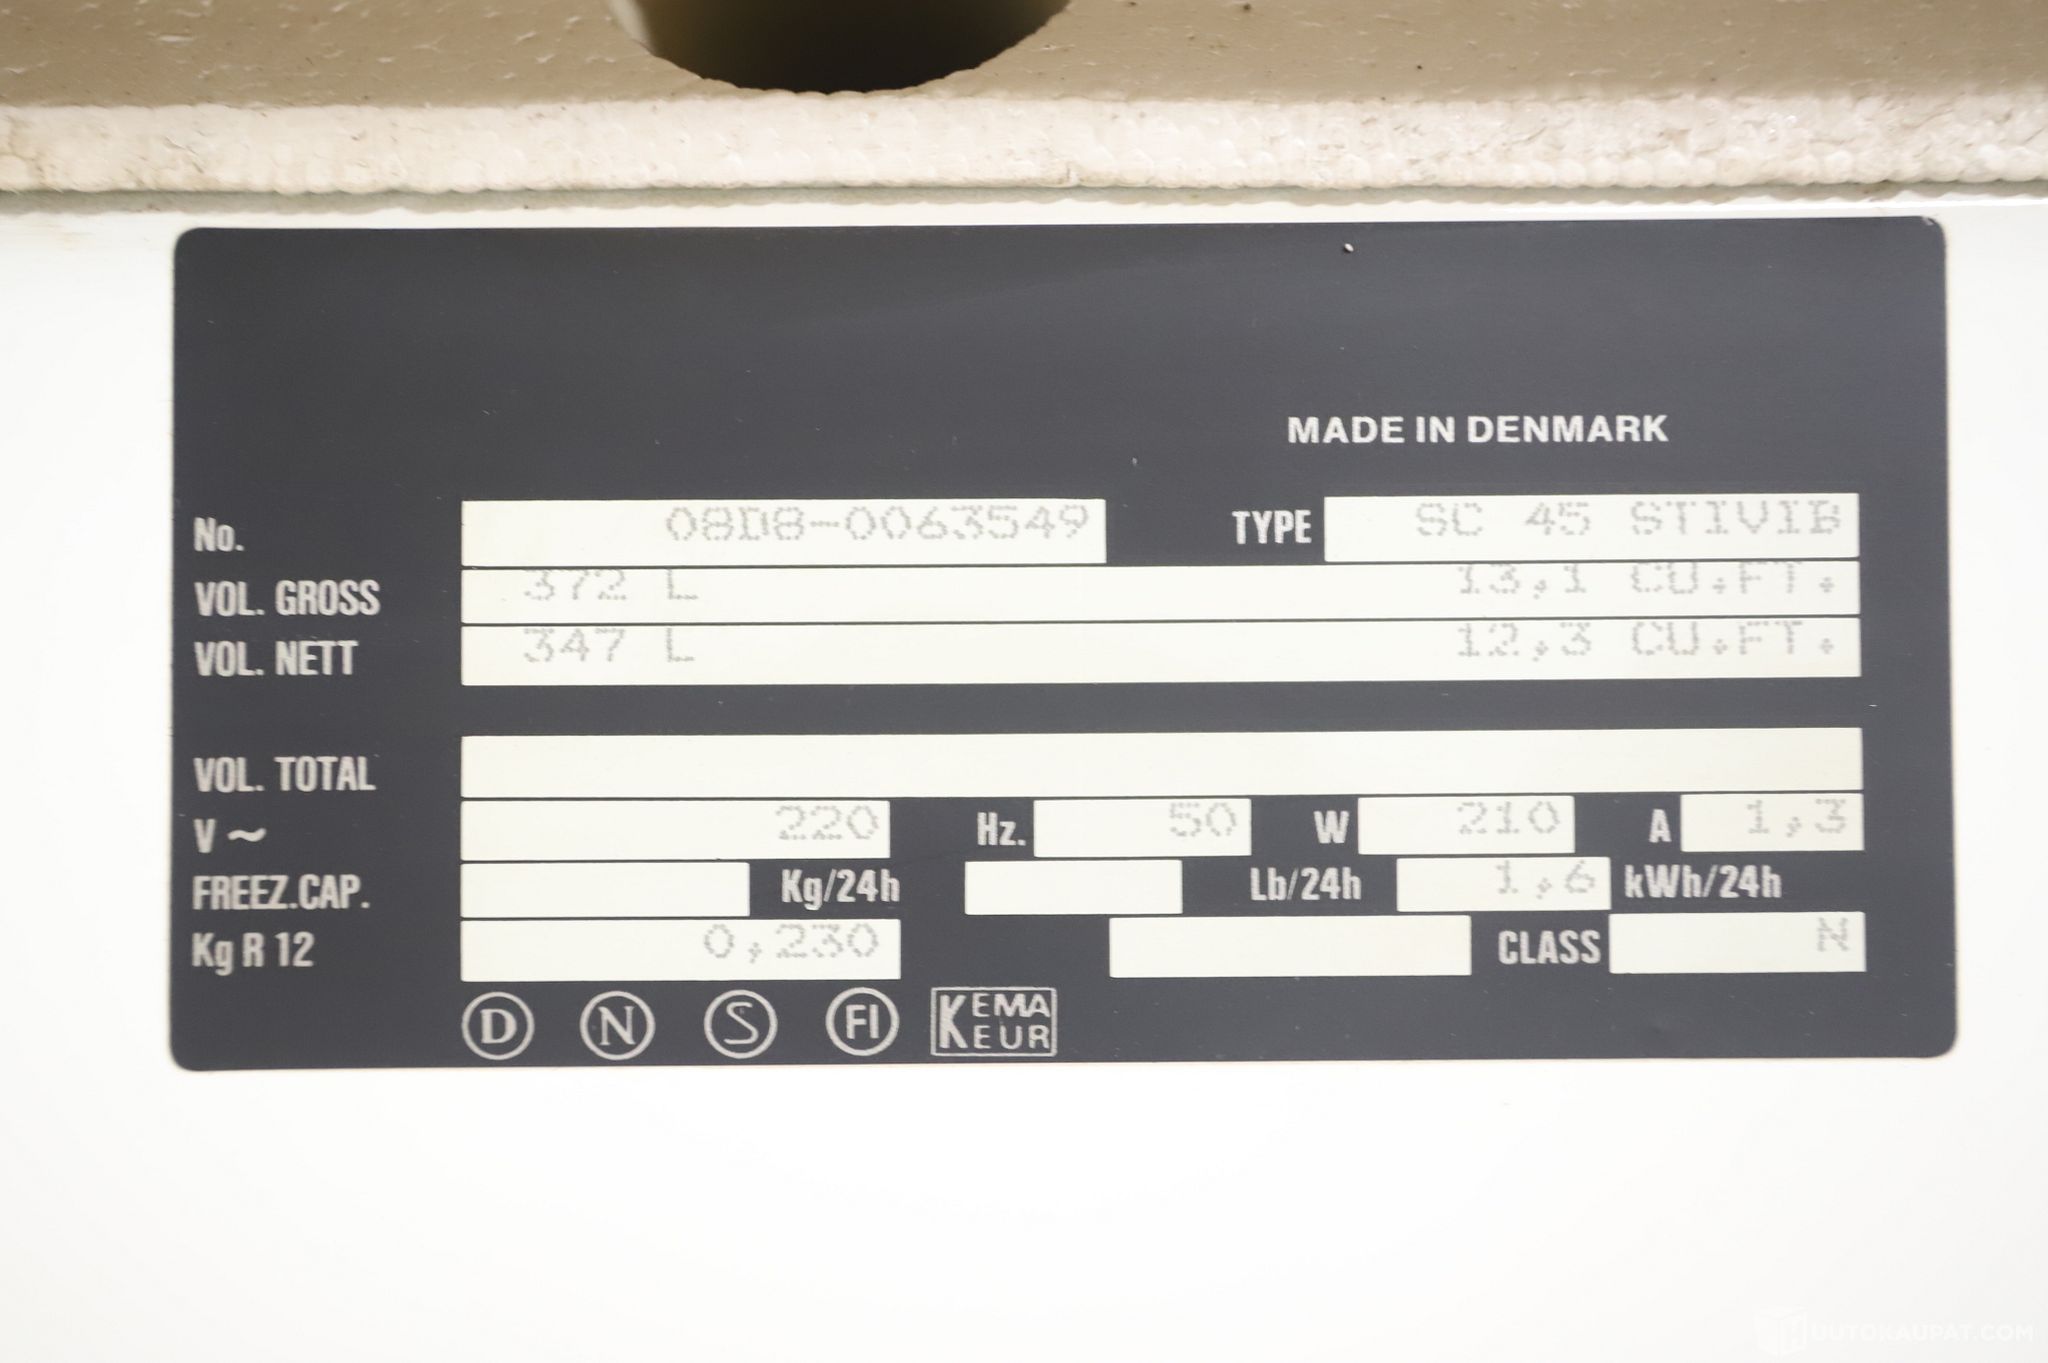 MADE IN DENMARK
No. 08D8-0063549 TYPE SC 45 STIVIB
VOL. GROSS 372 L 13,1 CU.FT.
VOL. NETT 347 L 12,3 CU.FT.
VOL. TOTAL
V ~ 220 Hz. 50 W 210 A 1,3
FREEZ.CAP. Kg/24h Lb/24h 1,6 kWh/24h
Kg R 12 0,230 CLASS N
D N S FI KEMA KEUR
UUTOKAUPAT.COM